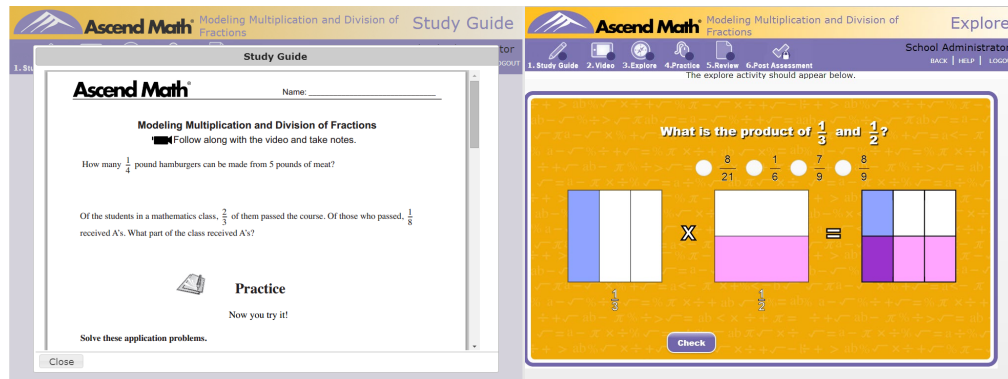 Ascend Math® Modeling Multiplication and Division of
Fractions
Study Guide
tor
1. Stu
OGOUT
Study Guide
Ascend Math®
Name:
Modeling Multiplication and Division of Fractions
Follow along with the video and take notes.
How many 1/4 pound hamburgers can be made from 5 pounds of meat?
Of the students in a mathematics class, 2/3 of them passed the course. Of those who passed, 1/8
received A's. What part of the class received A's?
Practice
Now you try it!
Solve these application problems.
Close
Ascend Math® Modeling Multiplication and Division of
Fractions
Explore
School Administrator
BACK | HELP | LOGO
1. Study Guide 2. Video 3. Explore 4. Practice 5. Review 6. Post Assessment
The explore activity should appear below.
What is the product of 1/3 and 1/2?
8/21 1/6 7/9 8/9
X =
1/3 1/2
Check